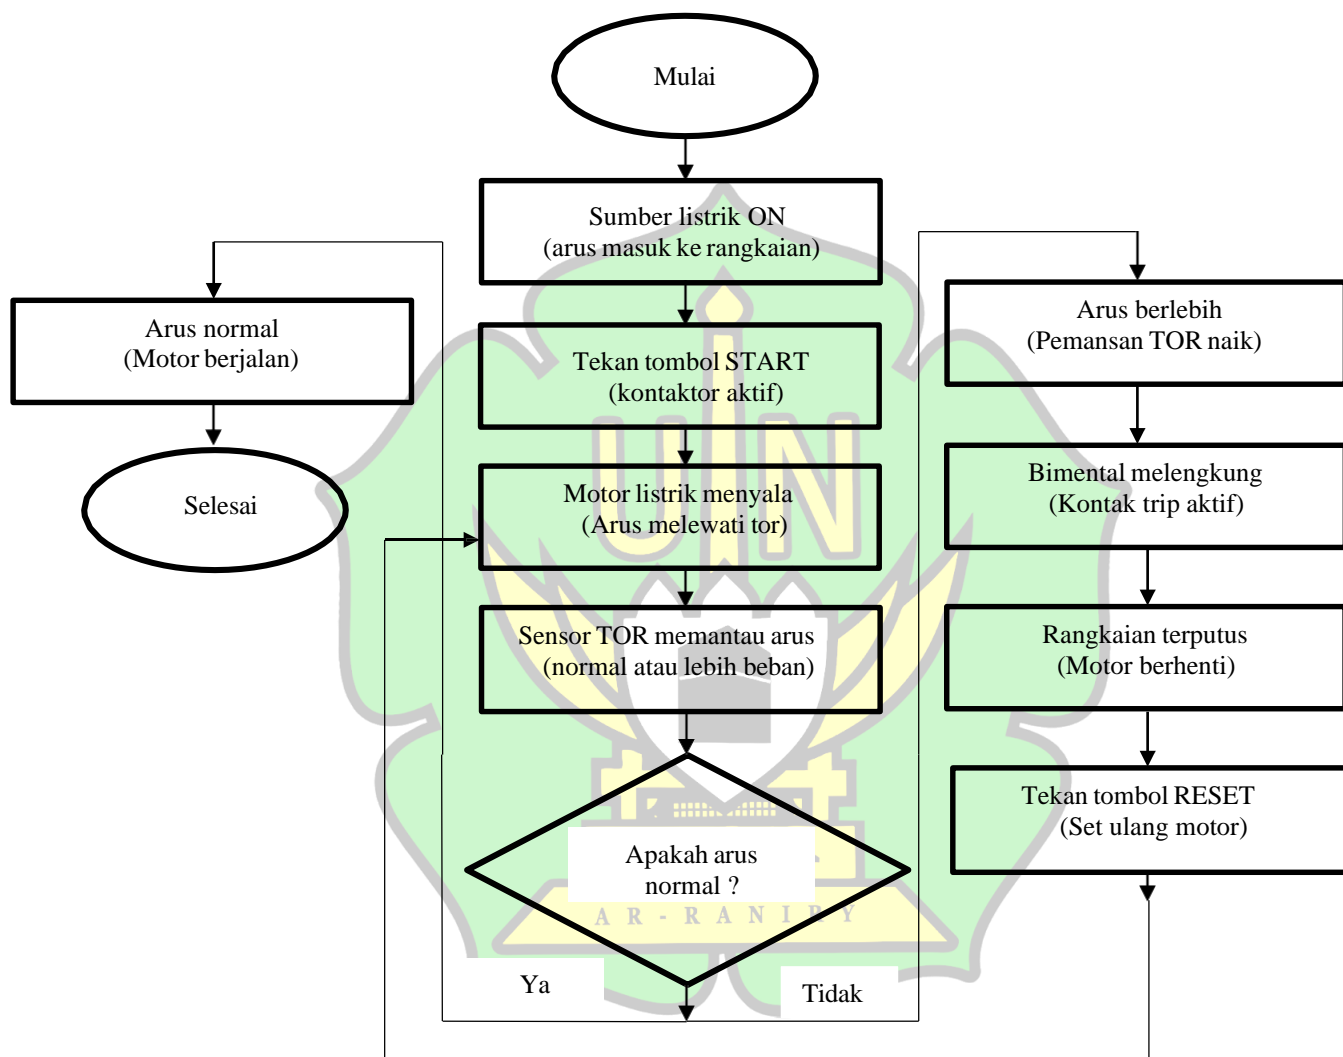 Mulai
Sumber listrik ON
(arus masuk ke rangkaian)
Tekan tombol START
(kontaktor aktif)
Motor listrik menyala
(Arus melewati tor)
Sensor TOR memantau arus
(normal atau lebih beban)
Apakah arus
normal ?
Ya
Tidak
Arus normal
(Motor berjalan)
Selesai
Arus berlebih
(Pemansan TOR naik)
Bimental melengkung
(Kontak trip aktif)
Rangkaian terputus
(Motor berhenti)
Tekan tombol RESET
(Set ulang motor)
UIN
AR-RANIRY